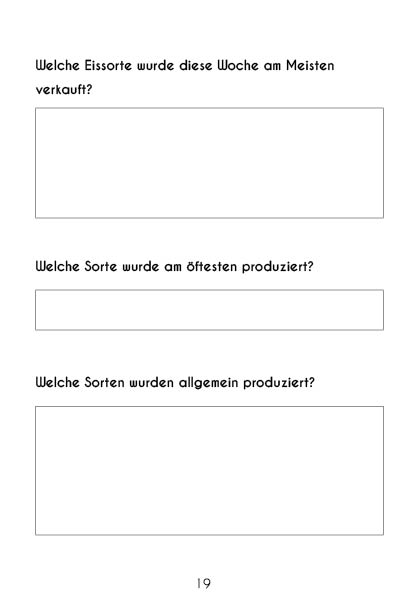 Welche Eissorte wurde diese Woche am Meisten
verkauft?
Welche Sorte wurde am öftesten produziert?
Welche Sorten wurden allgemein produziert?
19